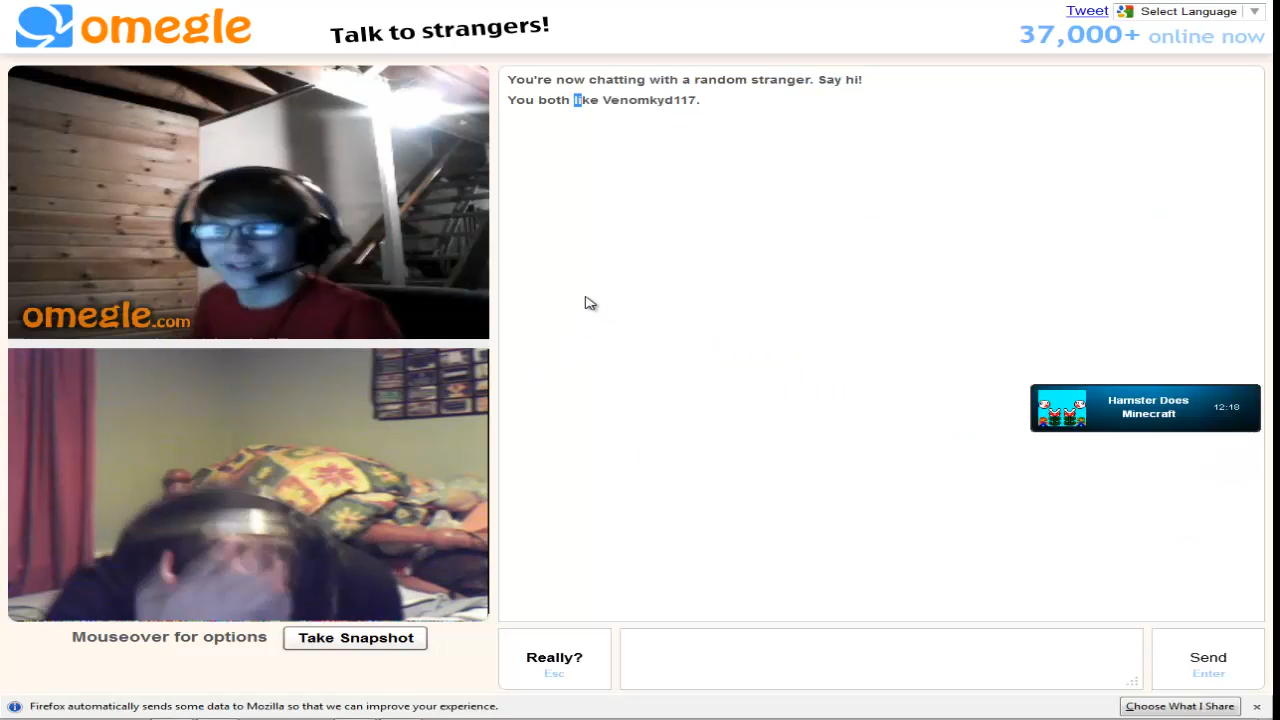 omegle
Talk to strangers!
Tweet
Select Language
37,000+ online now
You're now chatting with a random stranger. Say hi!
You both like Venomkyd117.
omegle.com
Hamster Does
Minecraft
12:18
Mouseover for options
Take Snapshot
Really?
Esc
Send
Enter
Firefox automatically sends some data to Mozilla so that we can improve your experience.
Choose What I Share